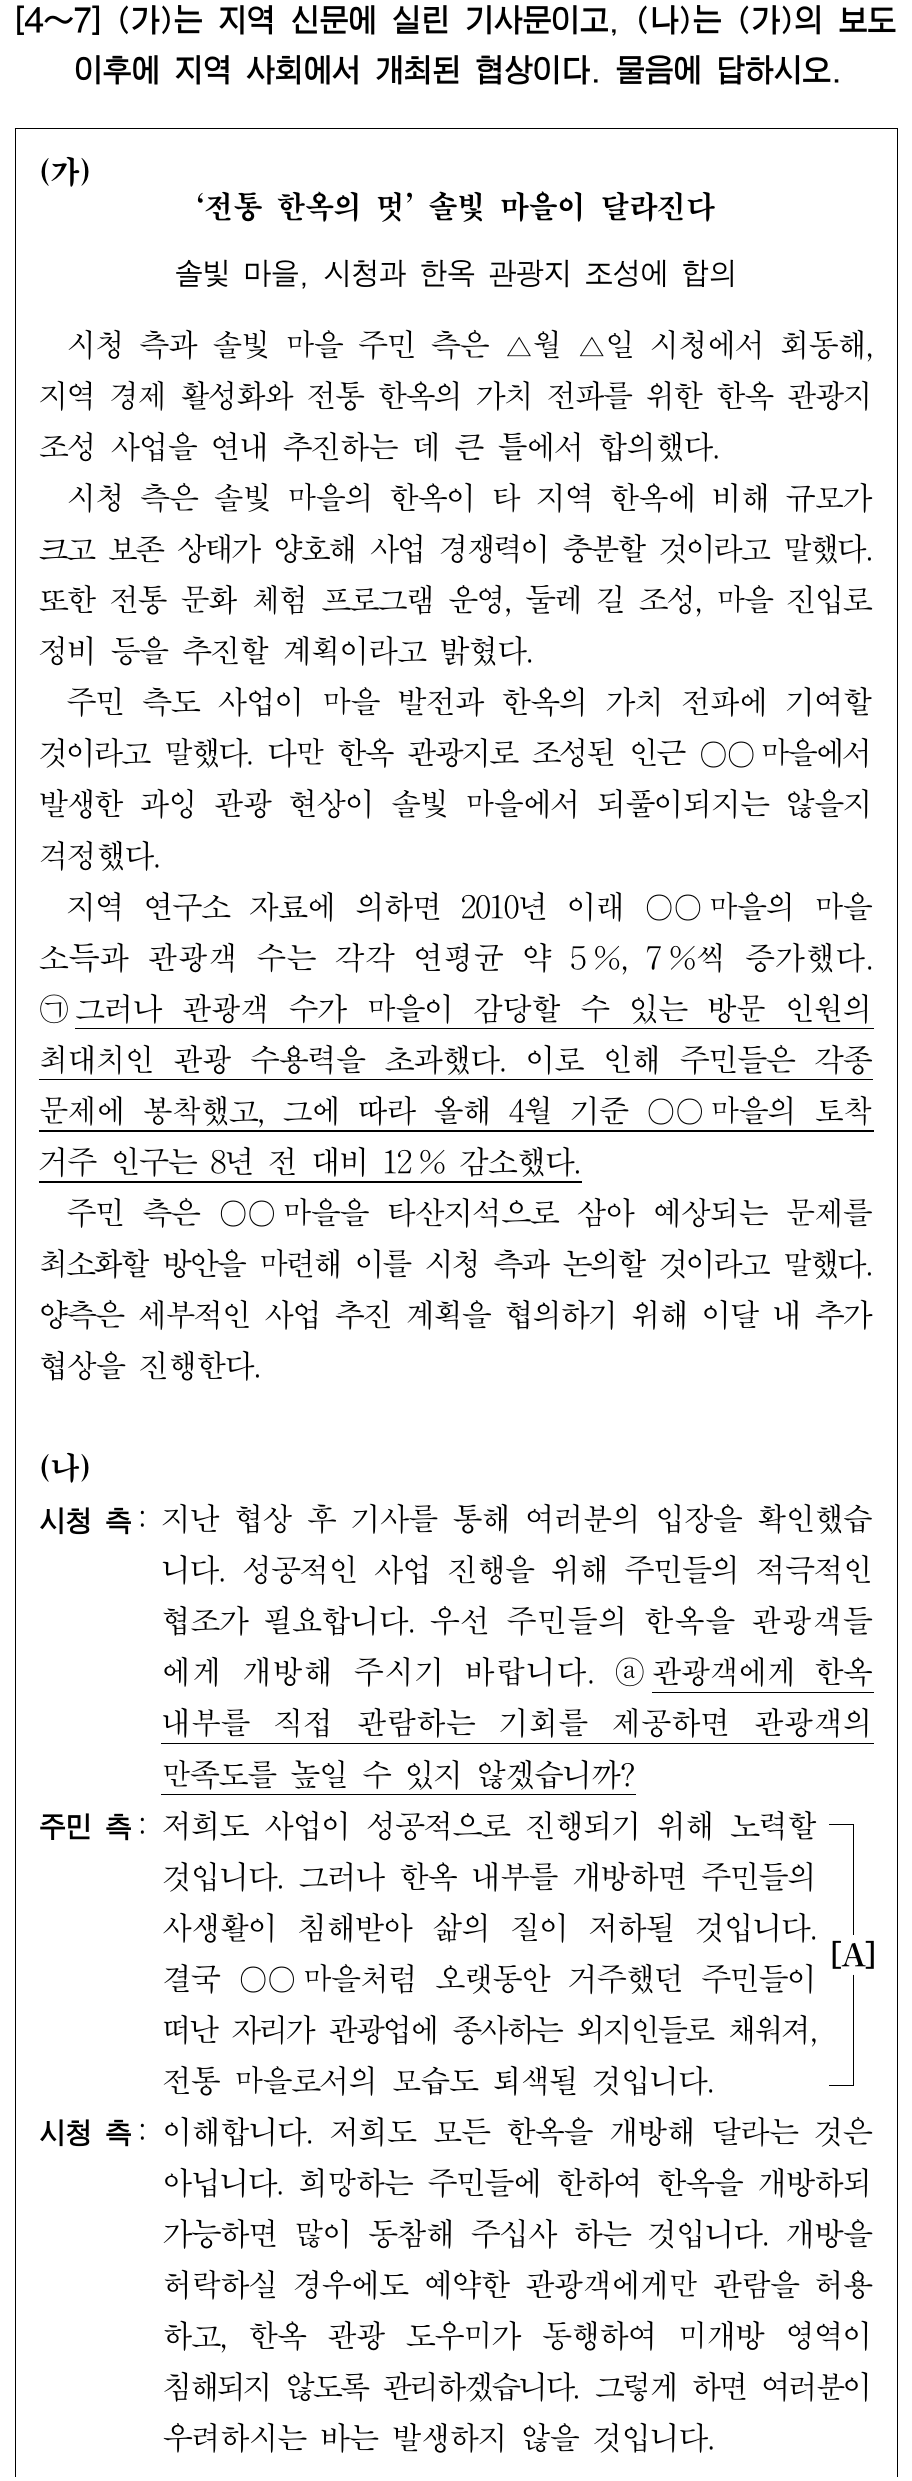 [4～7] (가)는 지역 신문에 실린 기사문이고, (나)는 (가)의 보도
이후에 지역 사회에서 개최된 협상이다. 물음에 답하시오.
(가)
‘전통 한옥의 멋’ 솔빛 마을이 달라진다
솔빛 마을, 시청과 한옥 관광지 조성에 합의
시청 측과 솔빛 마을 주민 측은 △월 △일 시청에서 회동해,
지역 경제 활성화와 전통 한옥의 가치 전파를 위한 한옥 관광지
조성 사업을 연내 추진하는 데 큰 틀에서 합의했다.
시청 측은 솔빛 마을의 한옥이 타 지역 한옥에 비해 규모가
크고 보존 상태가 양호해 사업 경쟁력이 충분할 것이라고 말했다.
또한 전통 문화 체험 프로그램 운영, 둘레 길 조성, 마을 진입로
정비 등을 추진할 계획이라고 밝혔다.
주민 측도 사업이 마을 발전과 한옥의 가치 전파에 기여할
것이라고 말했다. 다만 한옥 관광지로 조성된 인근 ○○마을에서
발생한 과잉 관광 현상이 솔빛 마을에서 되풀이되지는 않을지
걱정했다.
지역 연구소 자료에 의하면 2010년 이래 ○○마을의 마을
소득과 관광객 수는 각각 연평균 약 5%, 7%씩 증가했다.
㉠그러나 관광객 수가 마을이 감당할 수 있는 방문 인원의
최대치인 관광 수용력을 초과했다. 이로 인해 주민들은 각종
문제에 봉착했고, 그에 따라 올해 4월 기준 ○○마을의 토착
거주 인구는 8년 전 대비 12% 감소했다.
주민 측은 ○○마을을 타산지석으로 삼아 예상되는 문제를
최소화할 방안을 마련해 이를 시청 측과 논의할 것이라고 말했다.
양측은 세부적인 사업 추진 계획을 협의하기 위해 이달 내 추가
협상을 진행한다.
(나)
시청 측: 지난 협상 후 기사를 통해 여러분의 입장을 확인했습
니다. 성공적인 사업 진행을 위해 주민들의 적극적인
협조가 필요합니다. 우선 주민들의 한옥을 관광객들
에게 개방해 주시기 바랍니다. ⓐ관광객에게 한옥
내부를 직접 관람하는 기회를 제공하면 관광객의
만족도를 높일 수 있지 않겠습니까?
주민 측: 저희도 사업이 성공적으로 진행되기 위해 노력할
것입니다. 그러나 한옥 내부를 개방하면 주민들의
사생활이 침해받아 삶의 질이 저하될 것입니다.
결국 ○○마을처럼 오랫동안 거주했던 주민들이 [A]
떠난 자리가 관광업에 종사하는 외지인들로 채워져,
전통 마을로서의 모습도 퇴색될 것입니다.
시청 측: 이해합니다. 저희도 모든 한옥을 개방해 달라는 것은
아닙니다. 희망하는 주민들에 한하여 한옥을 개방하되
가능하면 많이 동참해 주십사 하는 것입니다. 개방을
허락하실 경우에도 예약한 관광객에게만 관람을 허용
하고, 한옥 관광 도우미가 동행하여 미개방 영역이
침해되지 않도록 관리하겠습니다. 그렇게 하면 여러분이
우려하시는 바는 발생하지 않을 것입니다.